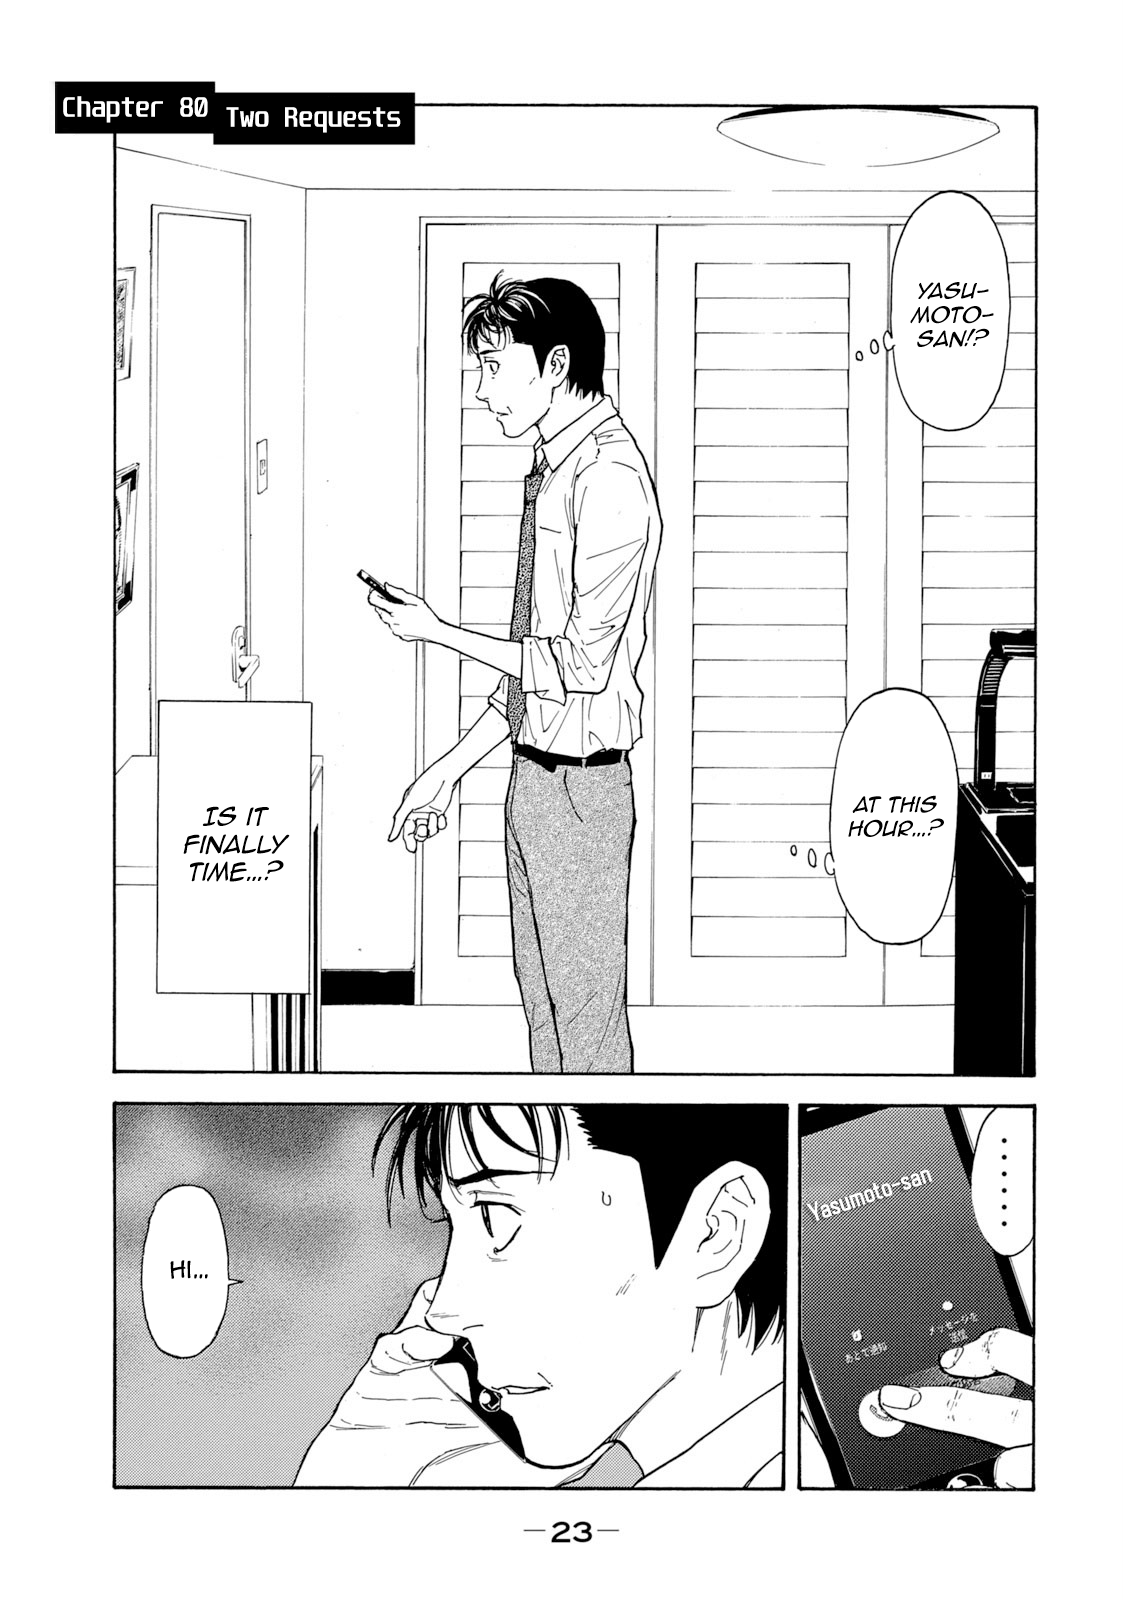 Chapter 80
Two Requests
YASU-
MOTO-
SAN!?
AT THIS
HOUR...?
IS IT
FINALLY
TIME...?
......
Yasumoto-san
メッセージを
送信
あとで通知
HI...
—23—